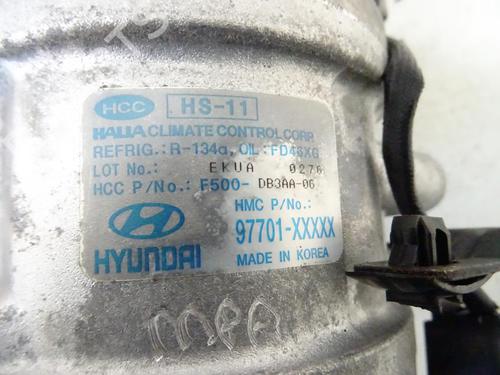 HCC HS-11
HALLA CLIMATE CONTROL CORP
REFRIG.: R-134a, OIL: FD46XG
LOT No.: EKUA 0276
HCC P/No.: F500- DB3AA-06
HMC P/No.:
97701-XXXXX
HYUNDAI MADE IN KOREA